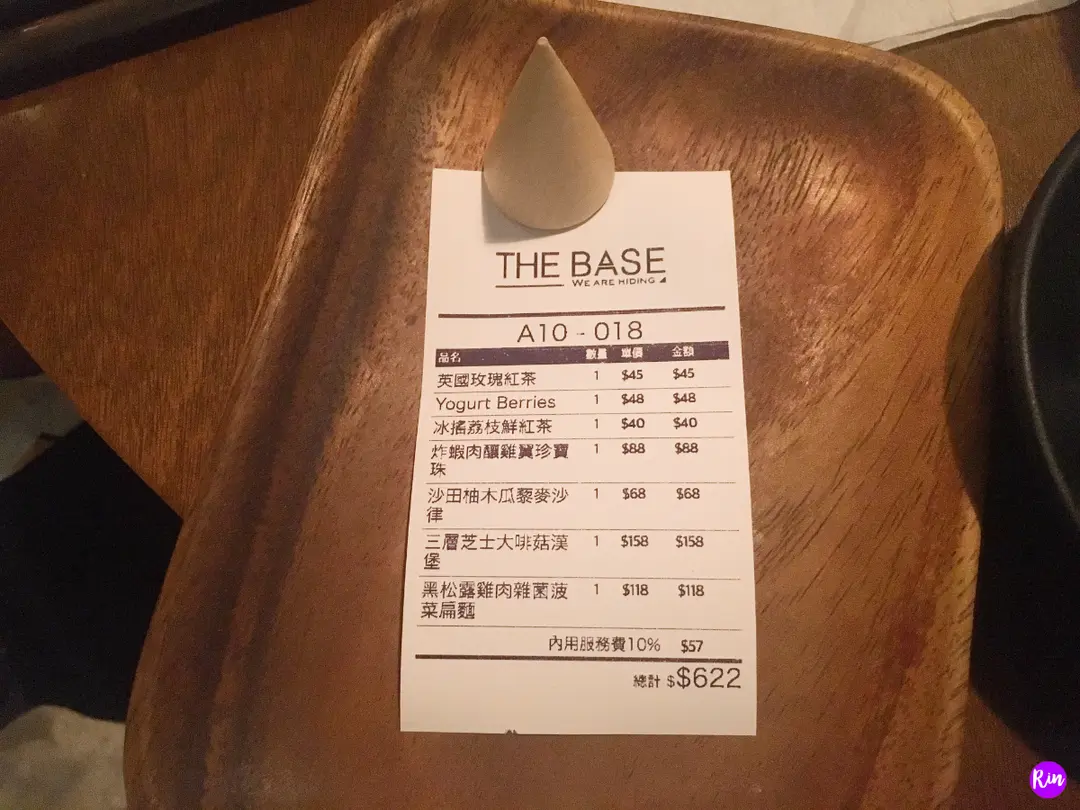 THE BASE
WE ARE HIDING
A10 - 018
品名 數量 單價 金額
英國玫瑰紅茶 1 $45 $45
Yogurt Berries 1 $48 $48
冰搖荔枝鮮紅茶 1 $40 $40
炸蝦肉釀雞翼珍寶 1 $88 $88
珠
沙田柚木瓜藜麥沙 1 $68 $68
律
三層芝士大啡菇漢 1 $158 $158
堡
黑松露雞肉雜菌菠 1 $118 $118
菜扁麵
內用服務費10% $57
總計 $$622
Rin